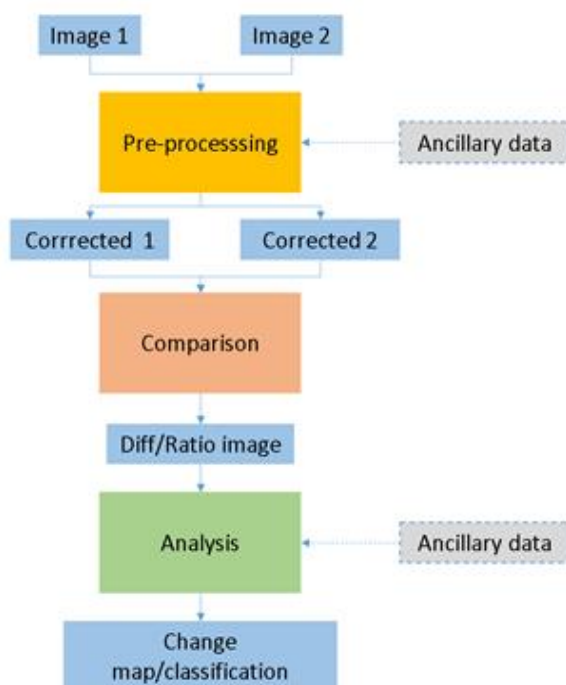 Image 1
Image 2
Pre-processsing
Ancillary data
Corrrected 1
Corrected 2
Comparison
Diff/Ratio image
Analysis
Ancillary data
Change
map/classification